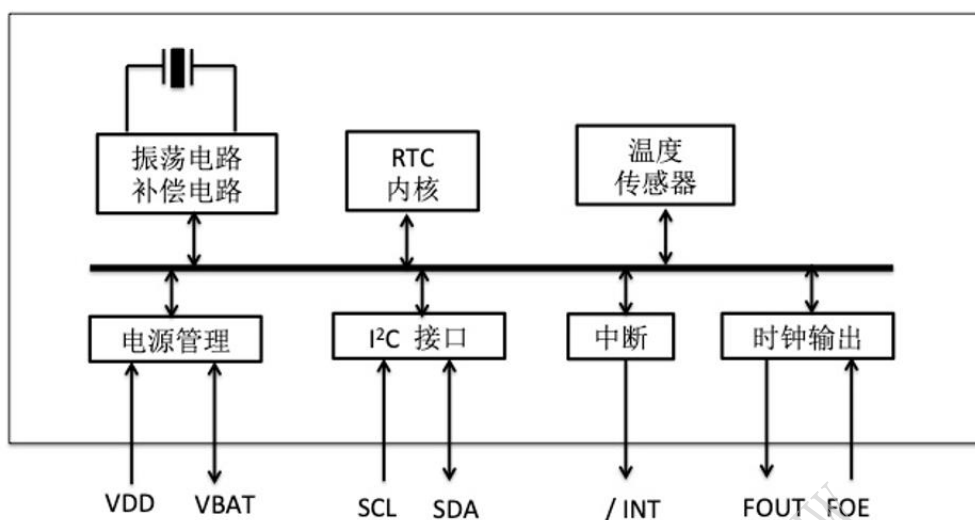 振荡电路
补偿电路
RTC
内核
温度
传感器
电源管理
I²C 接口
中断
时钟输出
VDD
VBAT
SCL
SDA
/ INT
FOUT
FOE